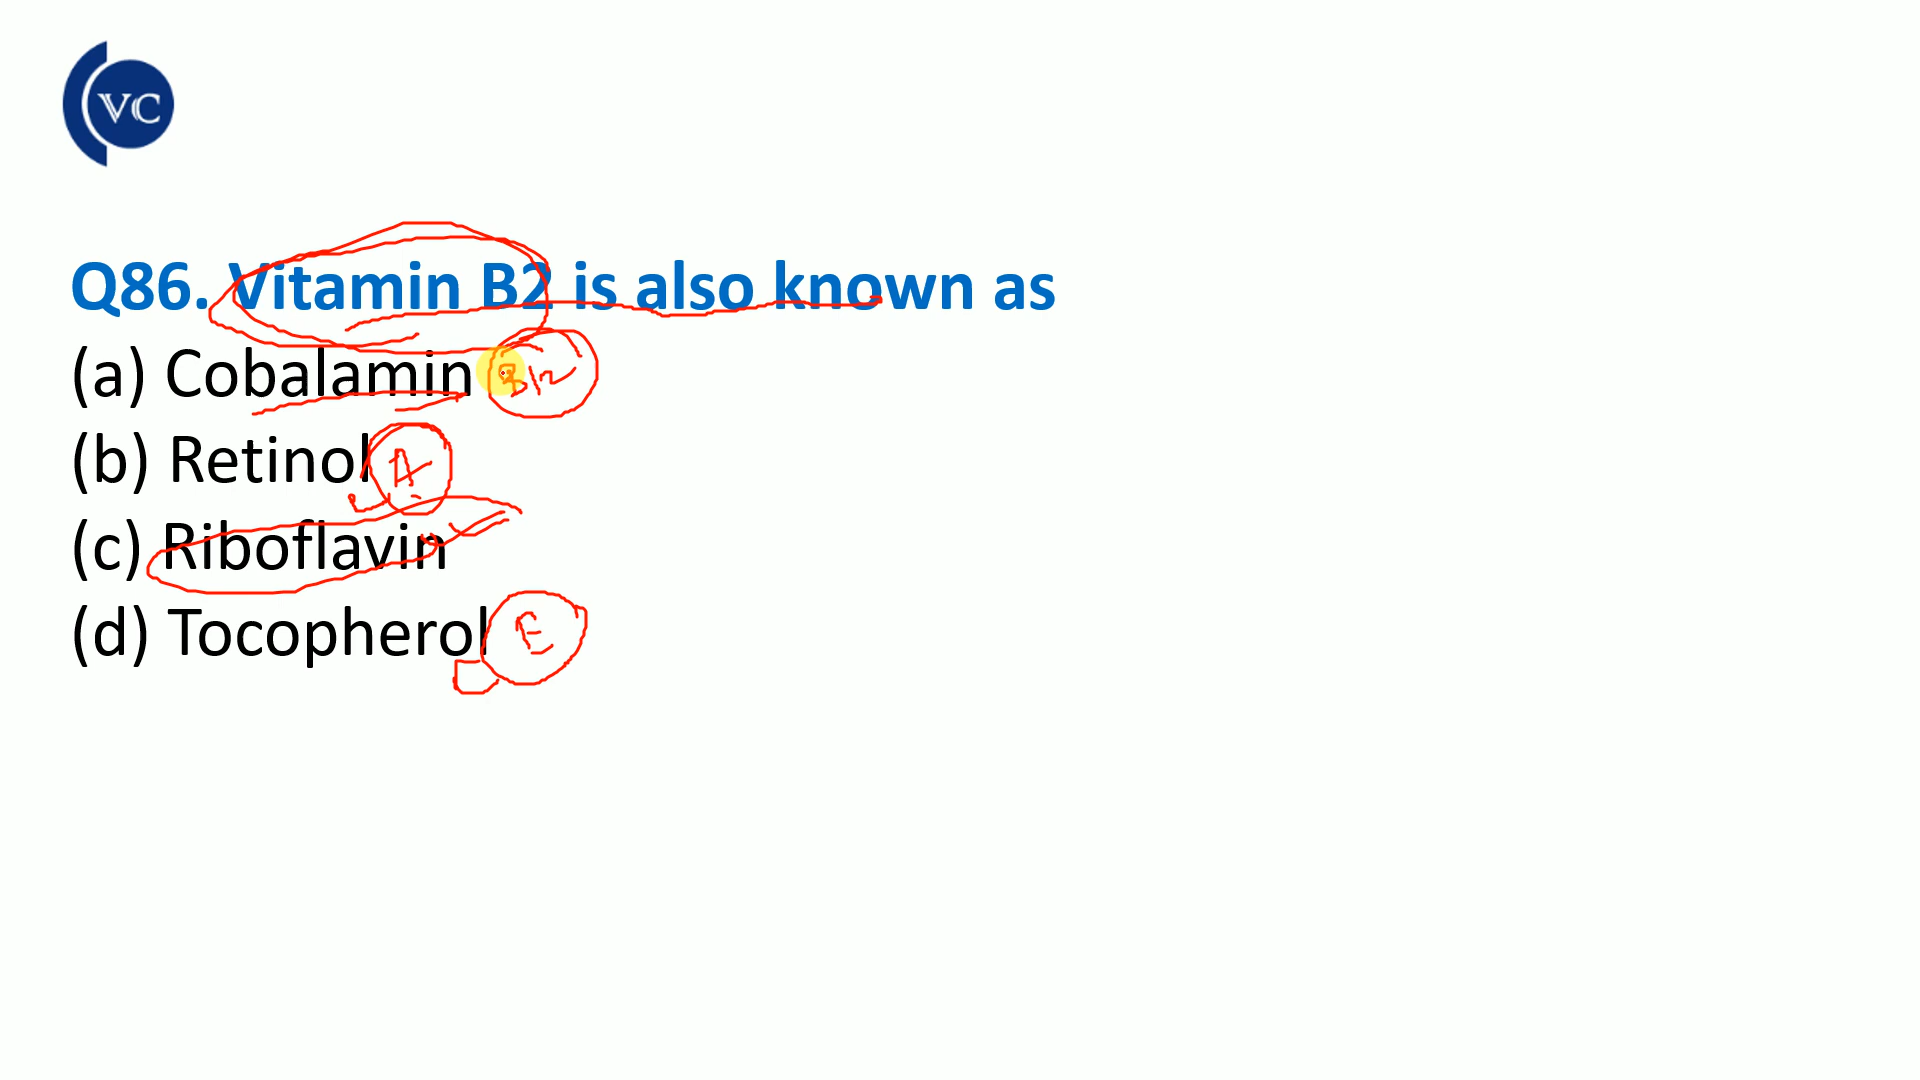 VC
Q86. Vitamin B2 is also known as
(a) Cobalamin B12
(b) Retinol A
(c) Riboflavin
(d) Tocopherol E